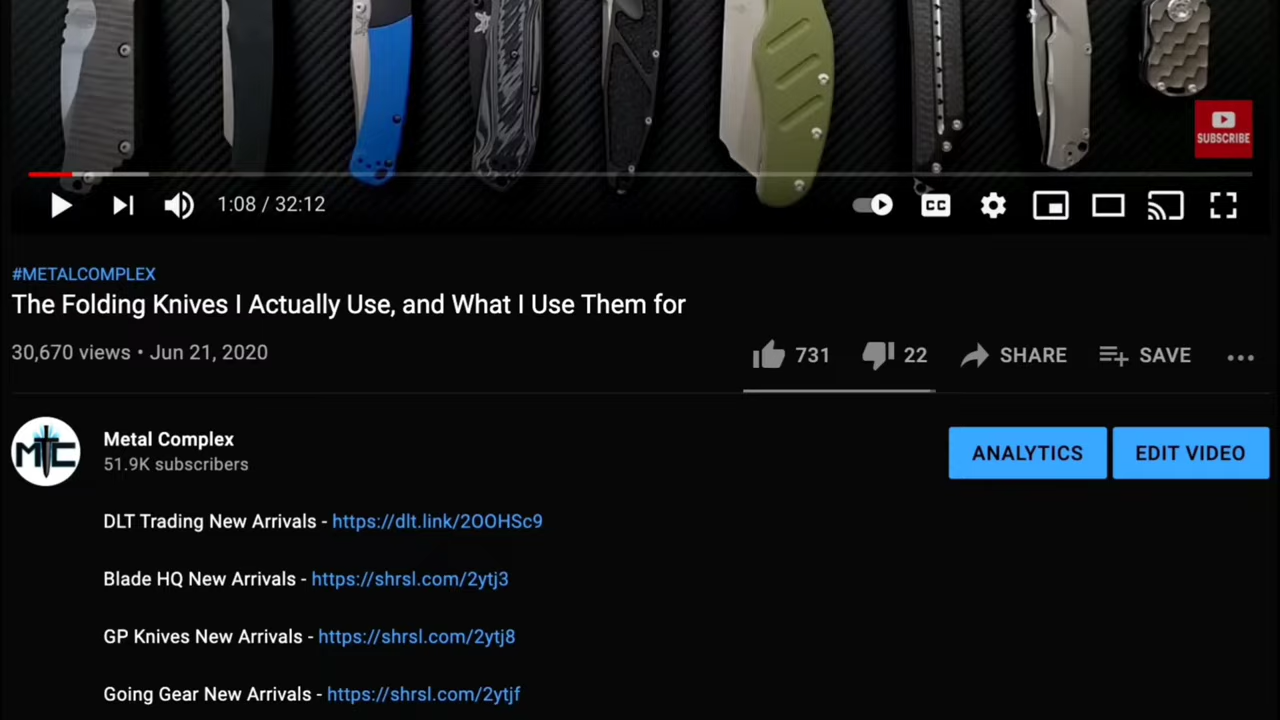 SUBSCRIBE
1:08 / 32:12
CC
#METALCOMPLEX
The Folding Knives I Actually Use, and What I Use Them for
30,670 views • Jun 21, 2020
731
22
SHARE
SAVE
MTC
Metal Complex
51.9K subscribers
ANALYTICS
EDIT VIDEO
DLT Trading New Arrivals - https://dlt.link/2OOHSc9
Blade HQ New Arrivals - https://shrsl.com/2ytj3
GP Knives New Arrivals - https://shrsl.com/2ytj8
Going Gear New Arrivals - https://shrsl.com/2ytjf